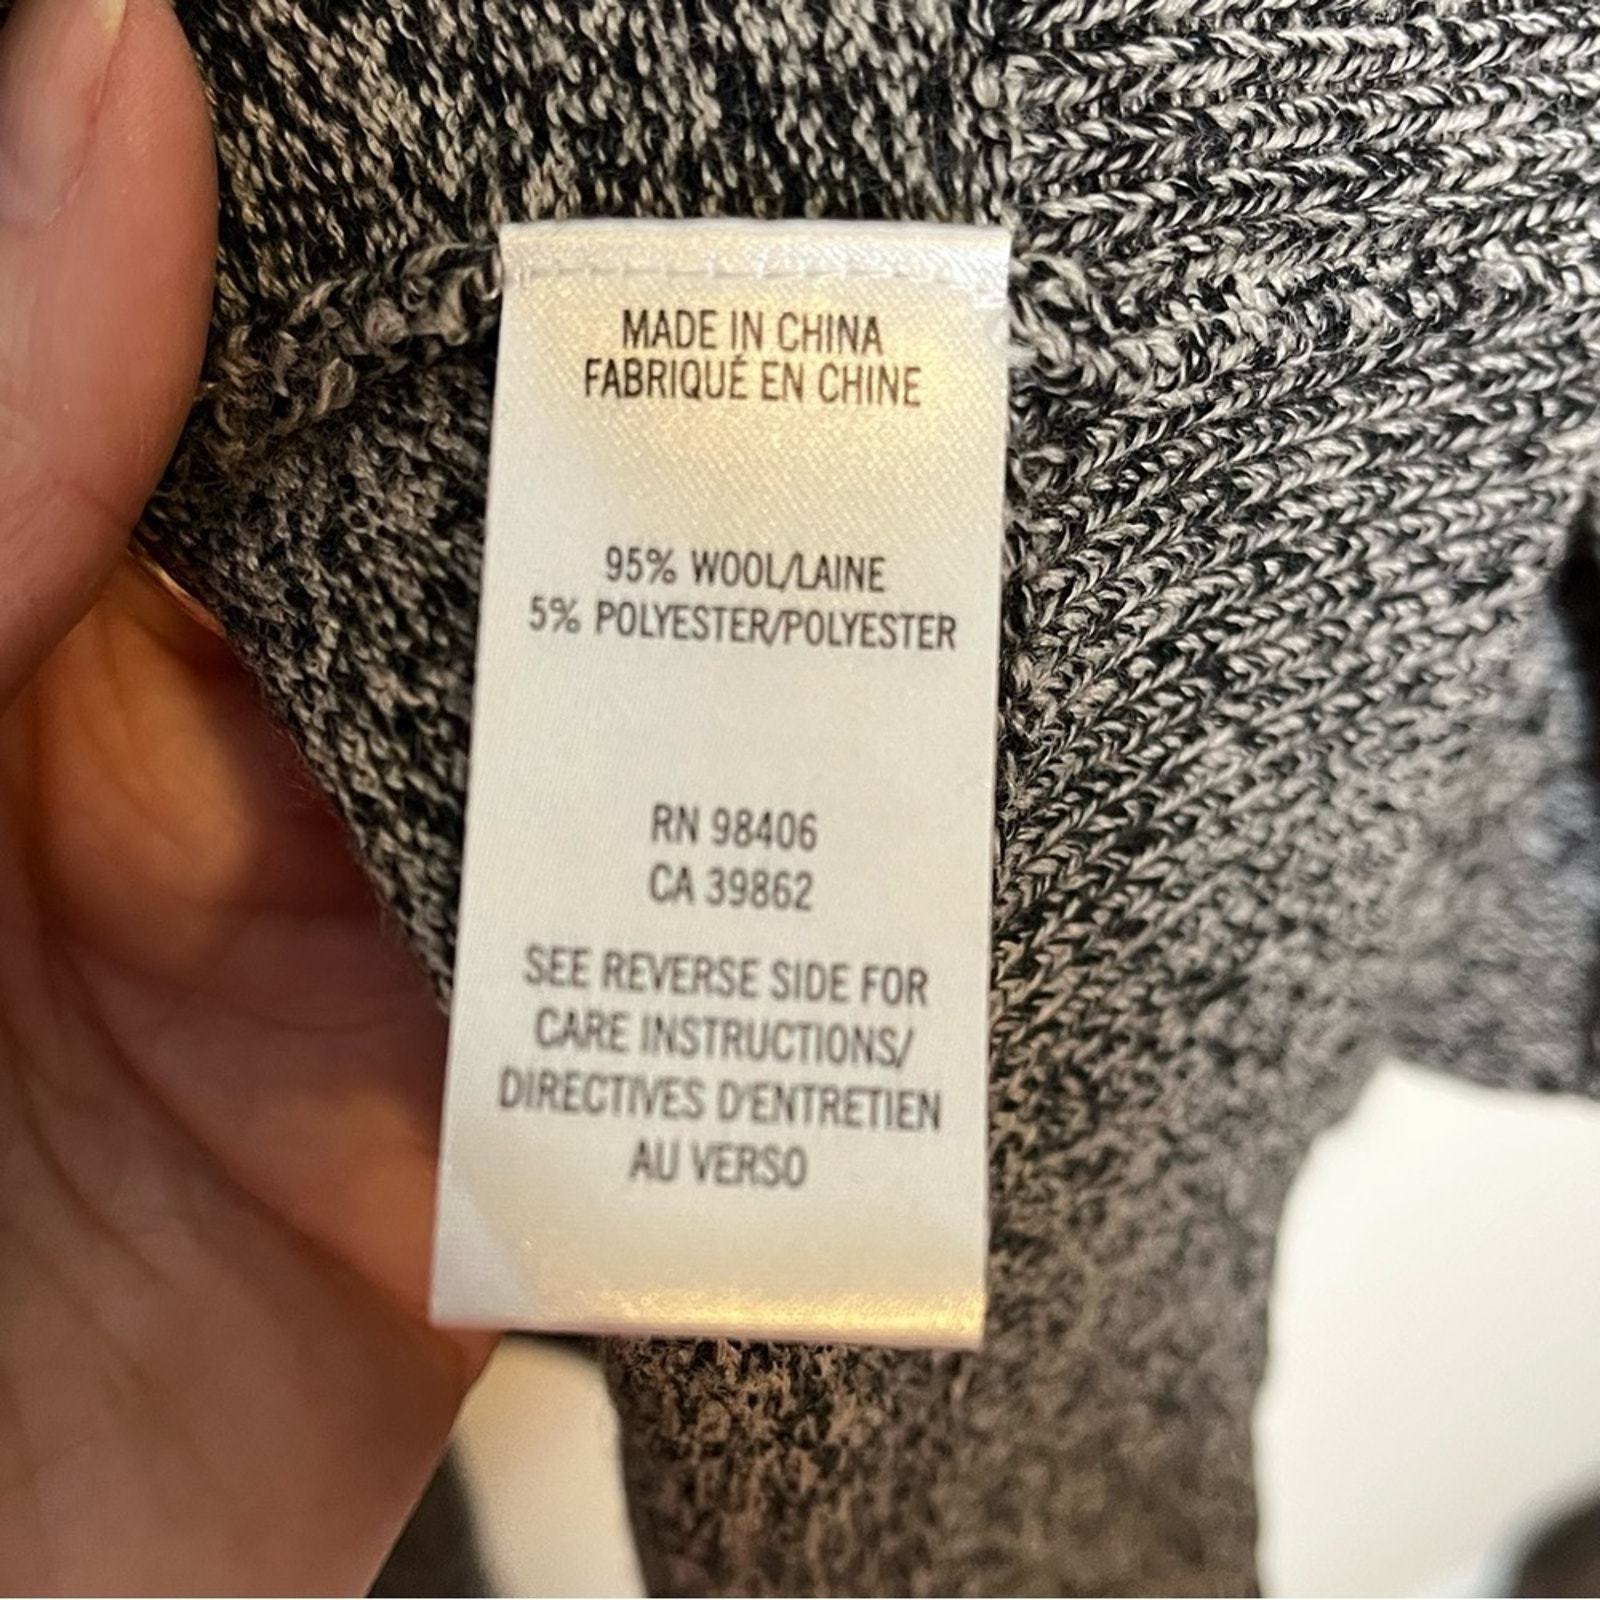 MADE IN CHINA
FABRIQUÉ EN CHINE
95% WOOL/LAINE
5% POLYESTER/POLYESTER
RN 98406
CA 39862
SEE REVERSE SIDE FOR
CARE INSTRUCTIONS/
DIRECTIVES D'ENTRETIEN
AU VERSO